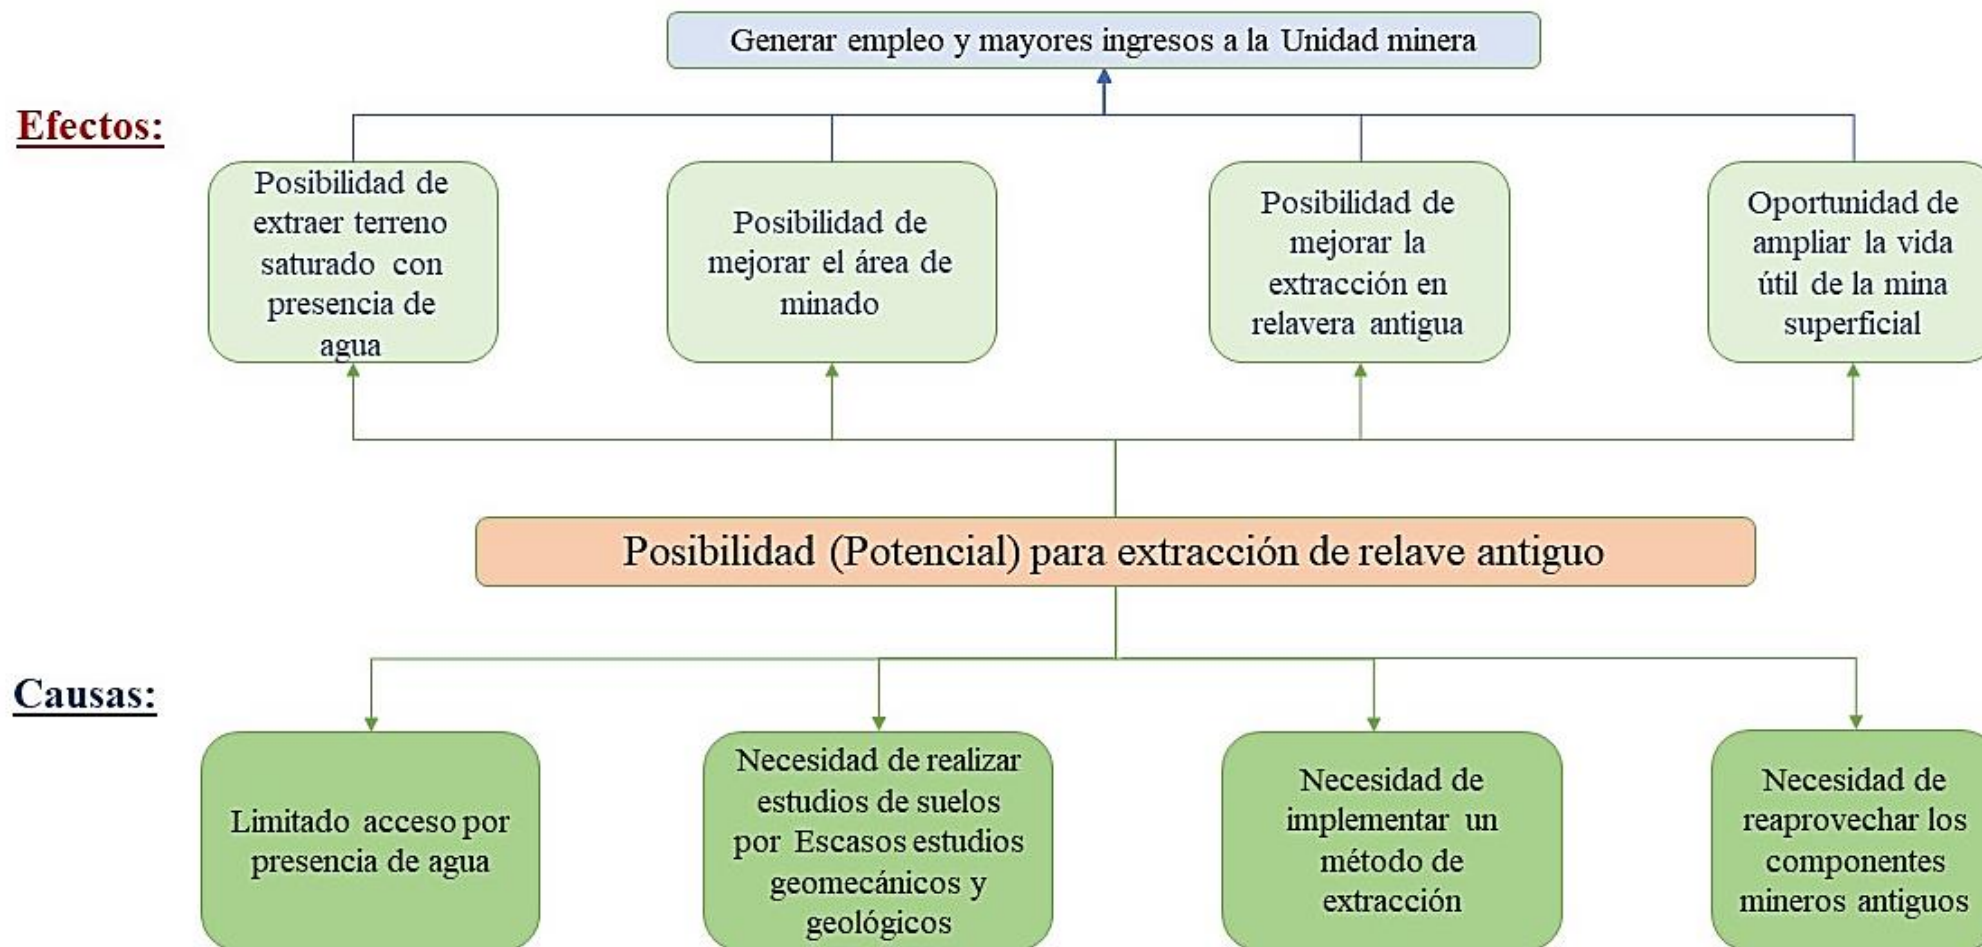 Generar empleo y mayores ingresos a la Unidad minera
Efectos:
Posibilidad de
extraer terreno
saturado con
presencia de
agua
Posibilidad de
mejorar el área de
minado
Posibilidad de
mejorar la
extracción en
relavera antigua
Oportunidad de
ampliar la vida
útil de la mina
superficial
Posibilidad (Potencial) para extracción de relave antiguo
Causas:
Limitado acceso por
presencia de agua
Necesidad de realizar
estudios de suelos
por Escasos estudios
geomecánicos y
geológicos
Necesidad de
implementar un
método de
extracción
Necesidad de
reaprovechar los
componentes
mineros antiguos